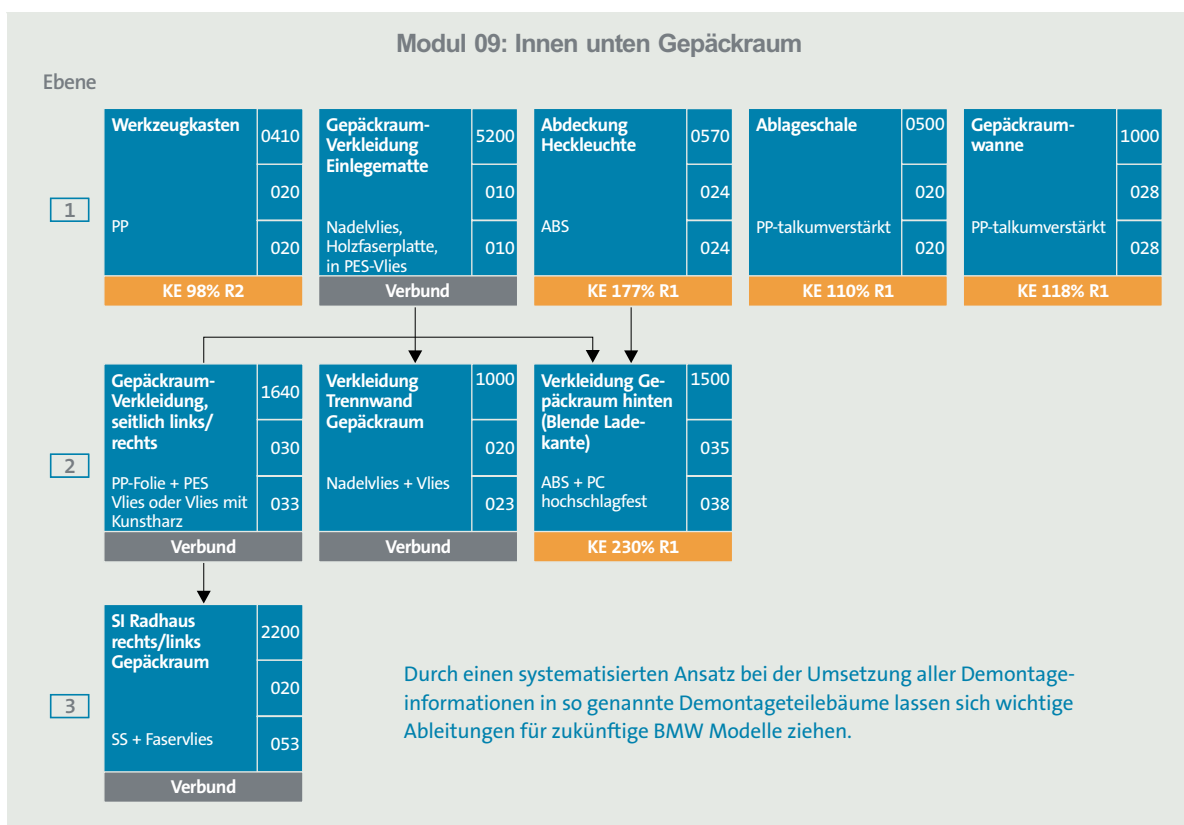 Modul 09: Innen unten Gepäckraum
Ebene
1
Werkzeugkasten
PP
0410
020
020
KE 98% R2
Gepäckraum-
Verkleidung
Einlegematte
Nadelvlies,
Holzfaserplatte,
in PES-Vlies
5200
010
010
Verbund
Abdeckung
Heckleuchte
ABS
0570
024
024
KE 177% R1
Ablageschale
PP-talkumverstärkt
0500
020
020
KE 110% R1
Gepäckraum-
wanne
PP-talkumverstärkt
1000
028
028
KE 118% R1
2
Gepäckraum-
Verkleidung,
seitlich links/
rechts
PP-Folie + PES
Vlies oder Vlies mit
Kunstharz
1640
030
033
Verbund
Verkleidung
Trennwand
Gepäckraum
Nadelvlies + Vlies
1000
020
023
Verbund
Verkleidung Ge-
päckraum hinten
(Blende Lade-
kante)
ABS + PC
hochschlagfest
1500
035
038
KE 230% R1
3
SI Radhaus
rechts/links
Gepäckraum
SS + Faservlies
2200
020
053
Verbund
Durch einen systematisierten Ansatz bei der Umsetzung aller Demontage-
informationen in so genannte Demontageteilebäume lassen sich wichtige
Ableitungen für zukünftige BMW Modelle ziehen.